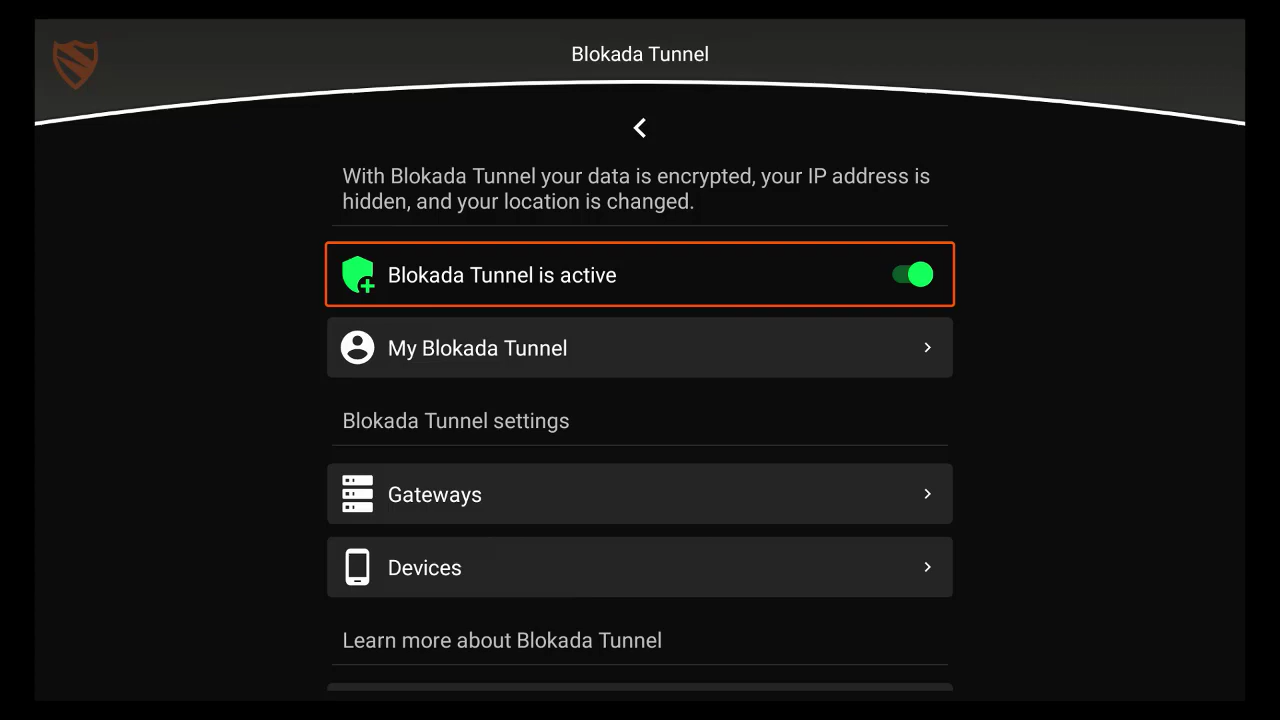 Blokada Tunnel
With Blokada Tunnel your data is encrypted, your IP address is
hidden, and your location is changed.
Blokada Tunnel is active
My Blokada Tunnel
Blokada Tunnel settings
Gateways
Devices
Learn more about Blokada Tunnel